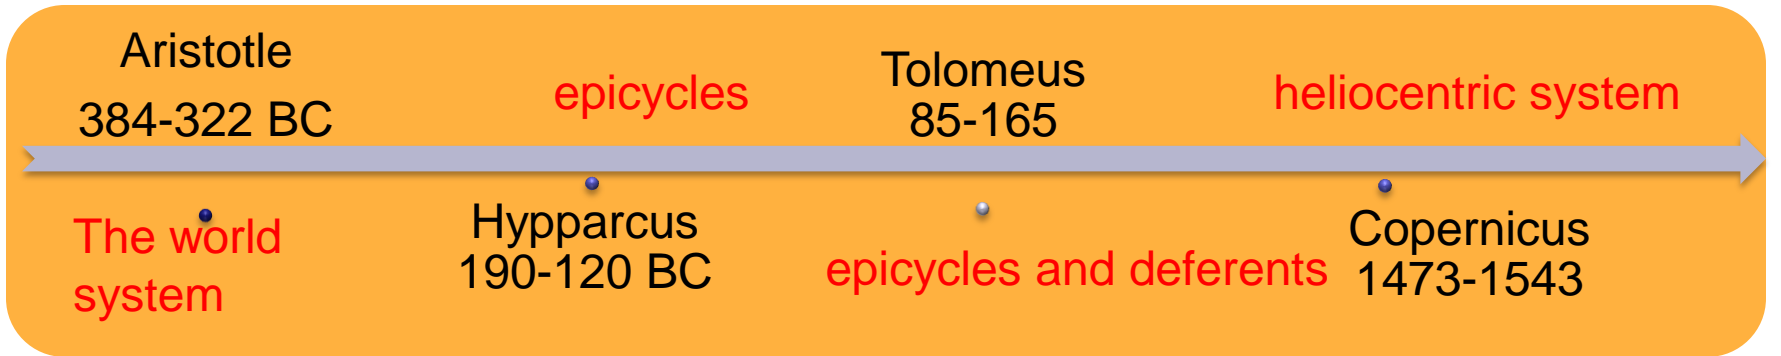 Aristotle
384-322 BC
The world
system
epicycles
Hypparcus
190-120 BC
Tolomeus
85-165
epicycles and deferents
heliocentric system
Copernicus
1473-1543